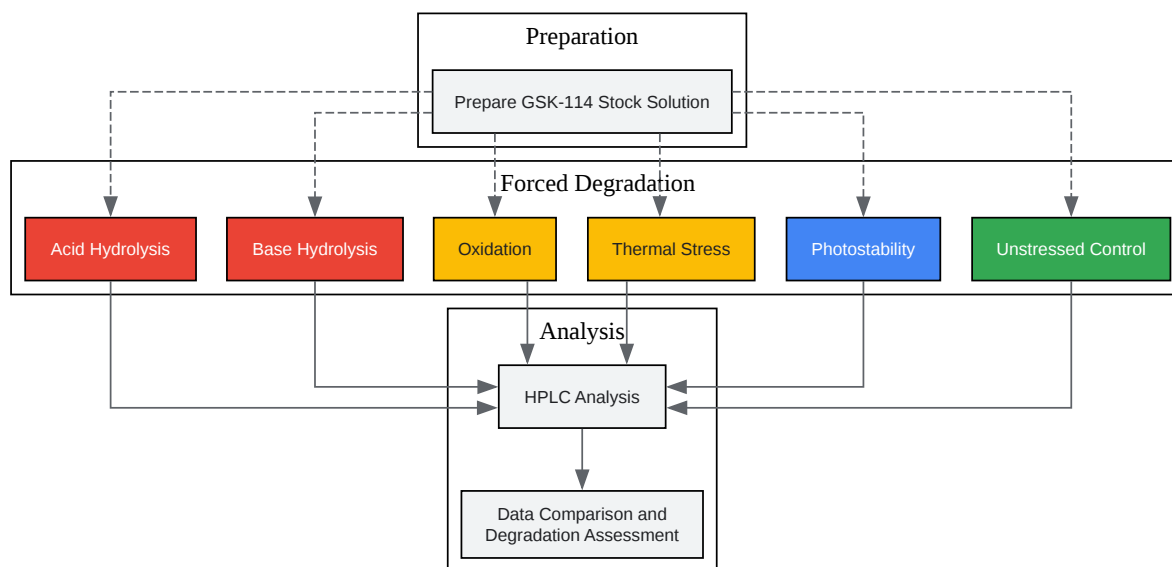 Preparation
Prepare GSK-114 Stock Solution
Forced Degradation
Acid Hydrolysis
Base Hydrolysis
Oxidation
Thermal Stress
Photostability
Unstressed Control
Analysis
HPLC Analysis
Data Comparison and
Degradation Assessment